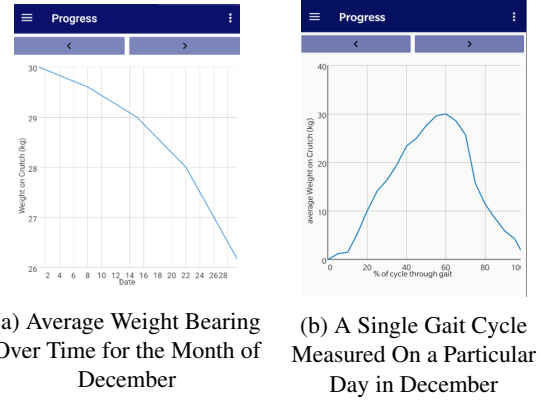 Progress
30
29
28
27
26
Weight on Crutch (kg)
2 4 6 8 10 12 14 16 18 20 22 24 2628
Date
(a) Average Weight Bearing
Over Time for the Month of
December
Progress
40
30
20
10
0
average Weight on Crutch (kg)
0 20 40 60 80 100
% of cycle through gait
(b) A Single Gait Cycle
Measured On a Particular
Day in December